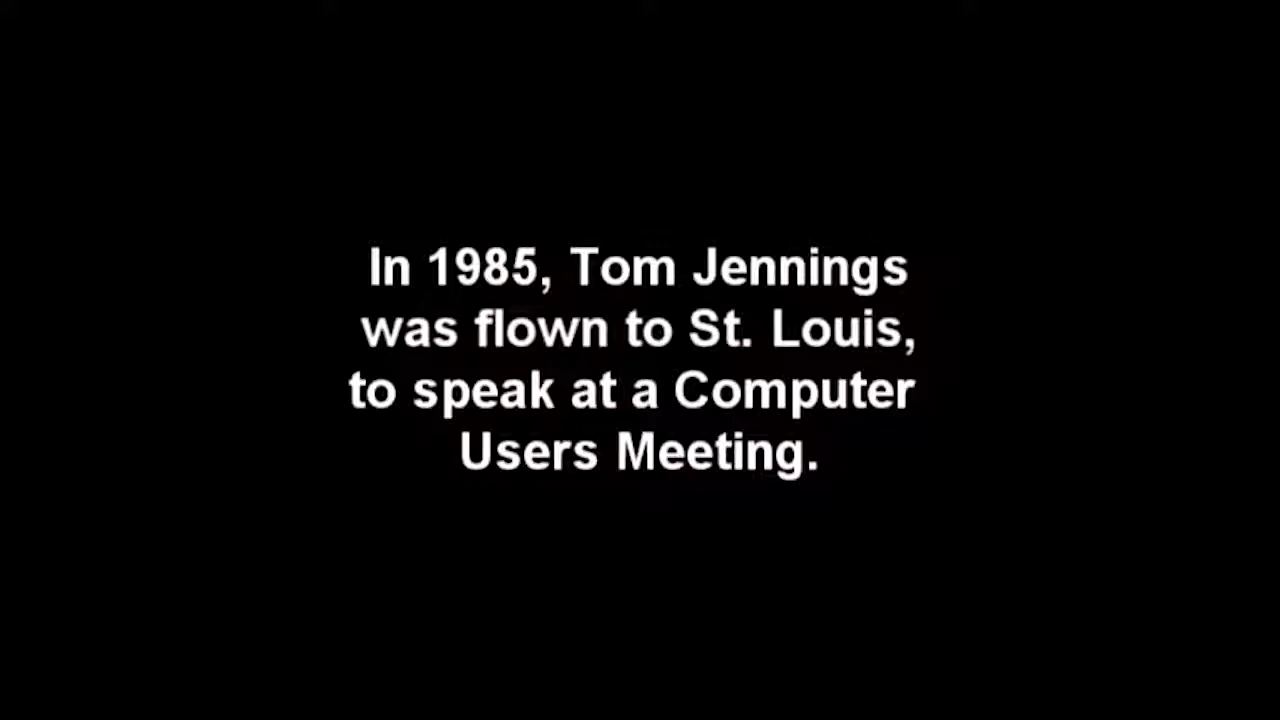 In 1985, Tom Jennings
was flown to St. Louis,
to speak at a Computer
Users Meeting.